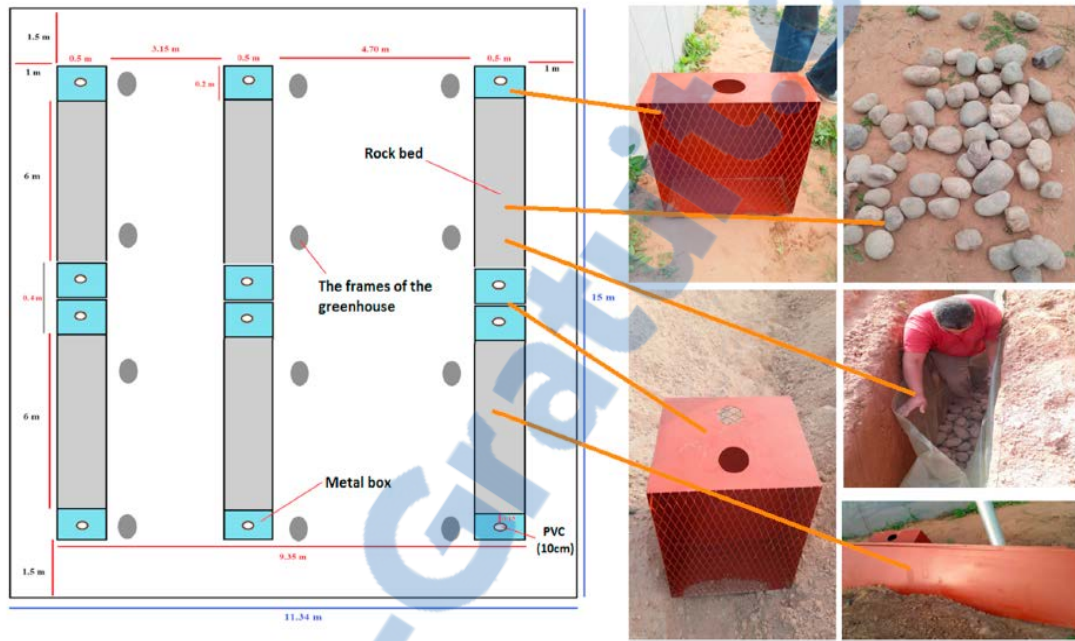 1.5 m
0.5 m
3.15 m
0.5 m
4.70 m
0.5 m
1 m
1 m
0.2 m
Rock bed
6 m
The frames of the
greenhouse
0.4 m
15 m
6 m
Metal box
PVC
(10cm)
9.35 m
1.5 m
11.34 m
Gratuit